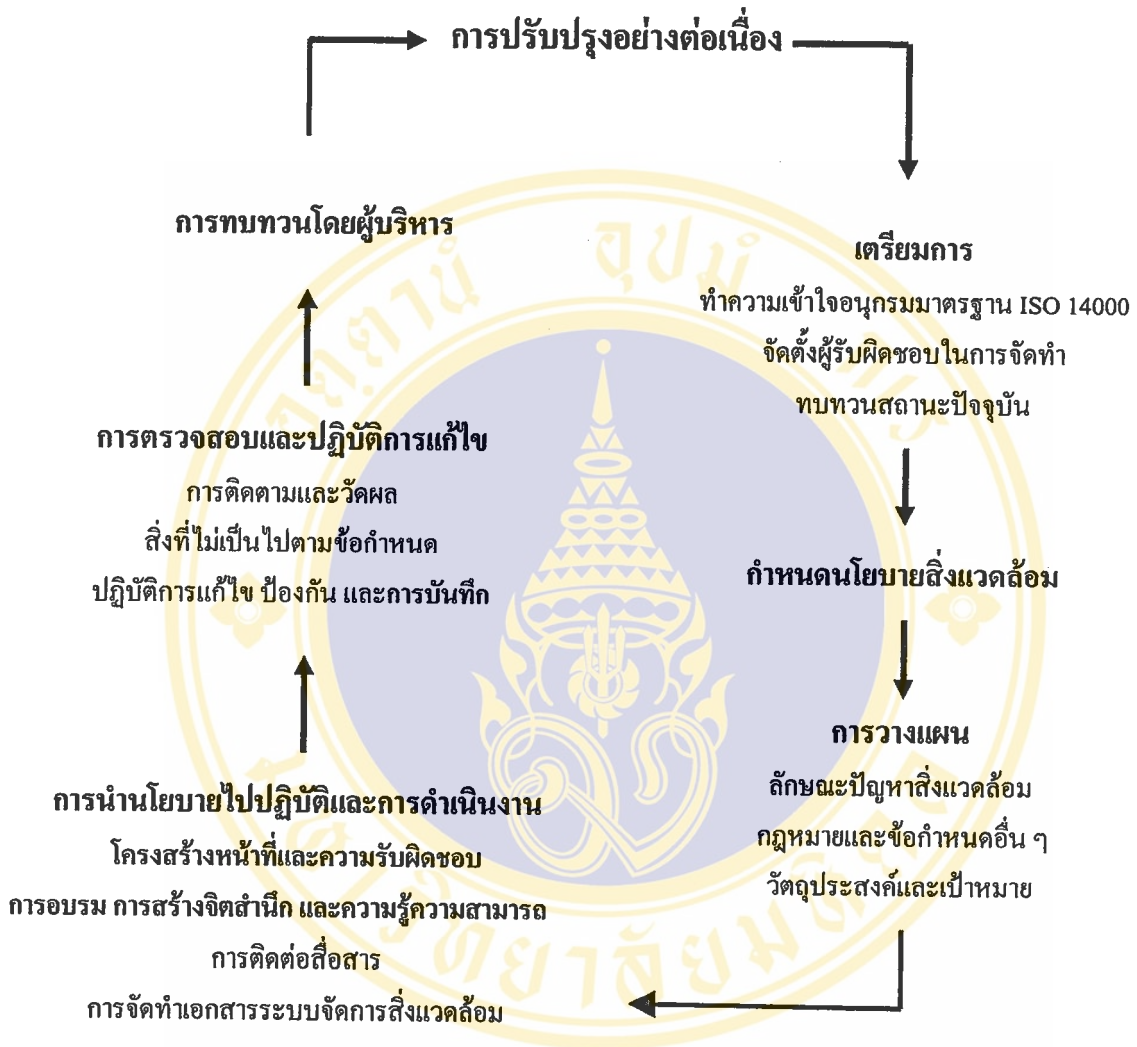 การปรับปรุงอย่างต่อเนื่อง
การทบทวนโดยผู้บริหาร
เตรียมการ
ทำความเข้าใจอนุกรมมาตรฐาน ISO 14000
จัดตั้งผู้รับผิดชอบในการจัดทำ
ทบทวนสถานะปัจจุบัน
การตรวจสอบและปฏิบัติการแก้ไข
การติดตามและวัดผล
สิ่งที่ไม่เป็นไปตามข้อกำหนด
ปฏิบัติการแก้ไข ป้องกัน และการบันทึก
กำหนดนโยบายสิ่งแวดล้อม
การวางแผน
ลักษณะปัญหาสิ่งแวดล้อม
กฎหมายและข้อกำหนดอื่น ๆ
วัตถุประสงค์และเป้าหมาย
การนำนโยบายไปปฏิบัติและการดำเนินงาน
โครงสร้างหน้าที่และความรับผิดชอบ
การอบรม การสร้างจิตสำนึก และความรู้ความสามารถ
การติดต่อสื่อสาร
การจัดทำเอกสารระบบจัดการสิ่งแวดล้อม